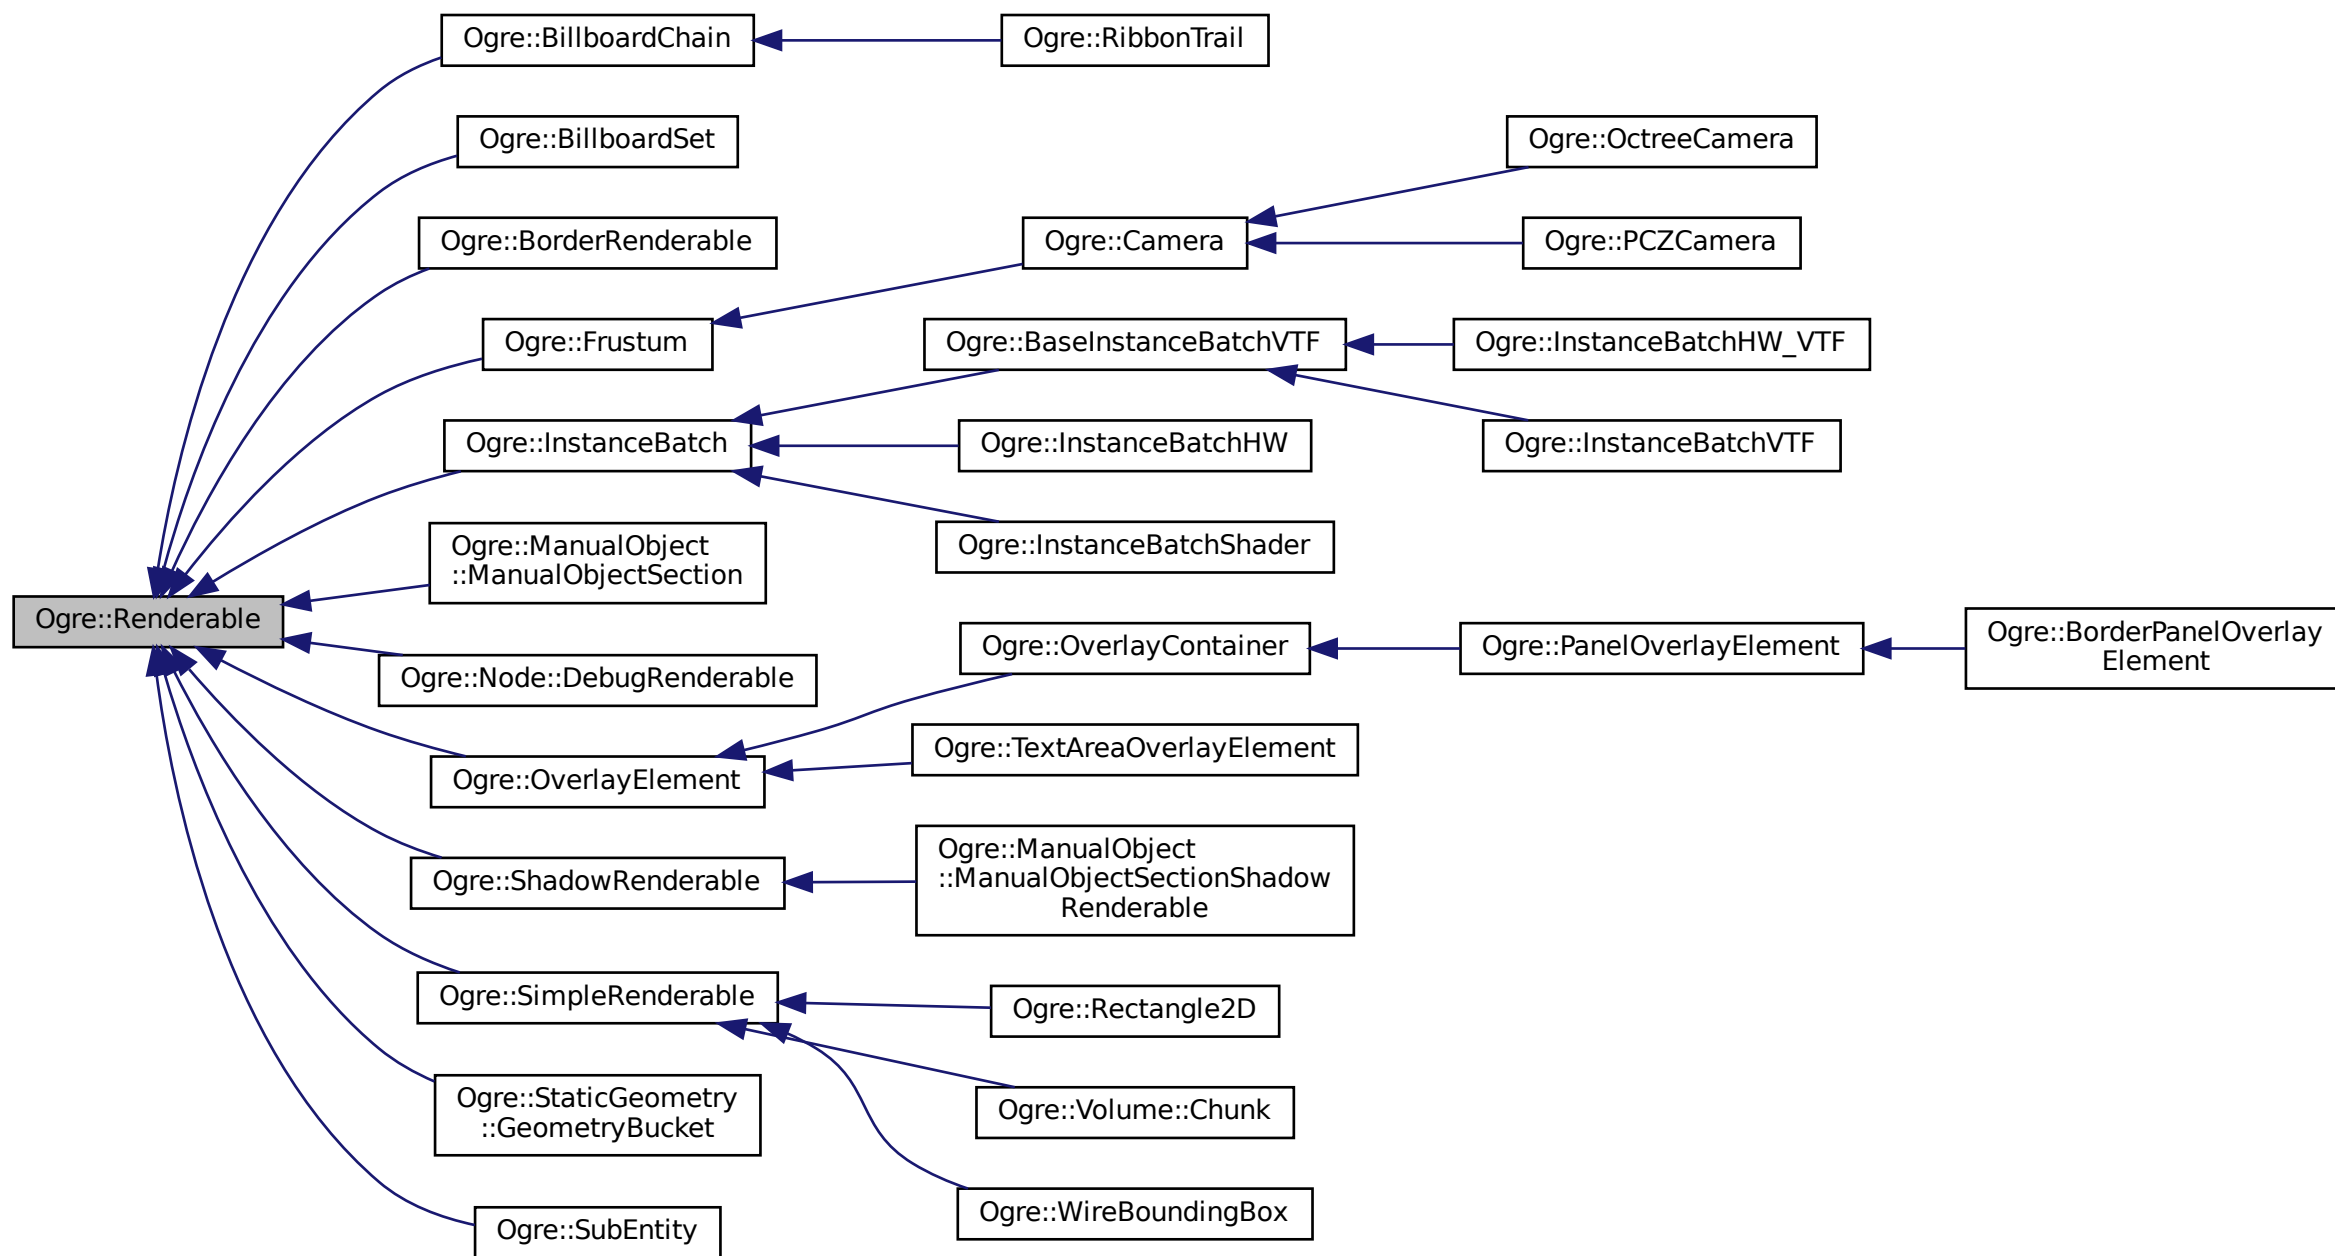 Ogre::BillboardChain
Ogre::RibbonTrail
Ogre::BillboardSet
Ogre::OctreeCamera
Ogre::BorderRenderable
Ogre::Camera
Ogre::PCZCamera
Ogre::Frustum
Ogre::BaseInstanceBatchVTF
Ogre::InstanceBatchHW_VTF
Ogre::InstanceBatch
Ogre::InstanceBatchHW
Ogre::InstanceBatchVTF
Ogre::ManualObject
::ManualObjectSection
Ogre::InstanceBatchShader
Ogre::Renderable
Ogre::Node::DebugRenderable
Ogre::OverlayContainer
Ogre::PanelOverlayElement
Ogre::BorderPanelOverlay
Element
Ogre::OverlayElement
Ogre::TextAreaOverlayElement
Ogre::ShadowRenderable
Ogre::ManualObject
::ManualObjectSectionShadow
Renderable
Ogre::SimpleRenderable
Ogre::Rectangle2D
Ogre::StaticGeometry
::GeometryBucket
Ogre::Volume::Chunk
Ogre::SubEntity
Ogre::WireBoundingBox